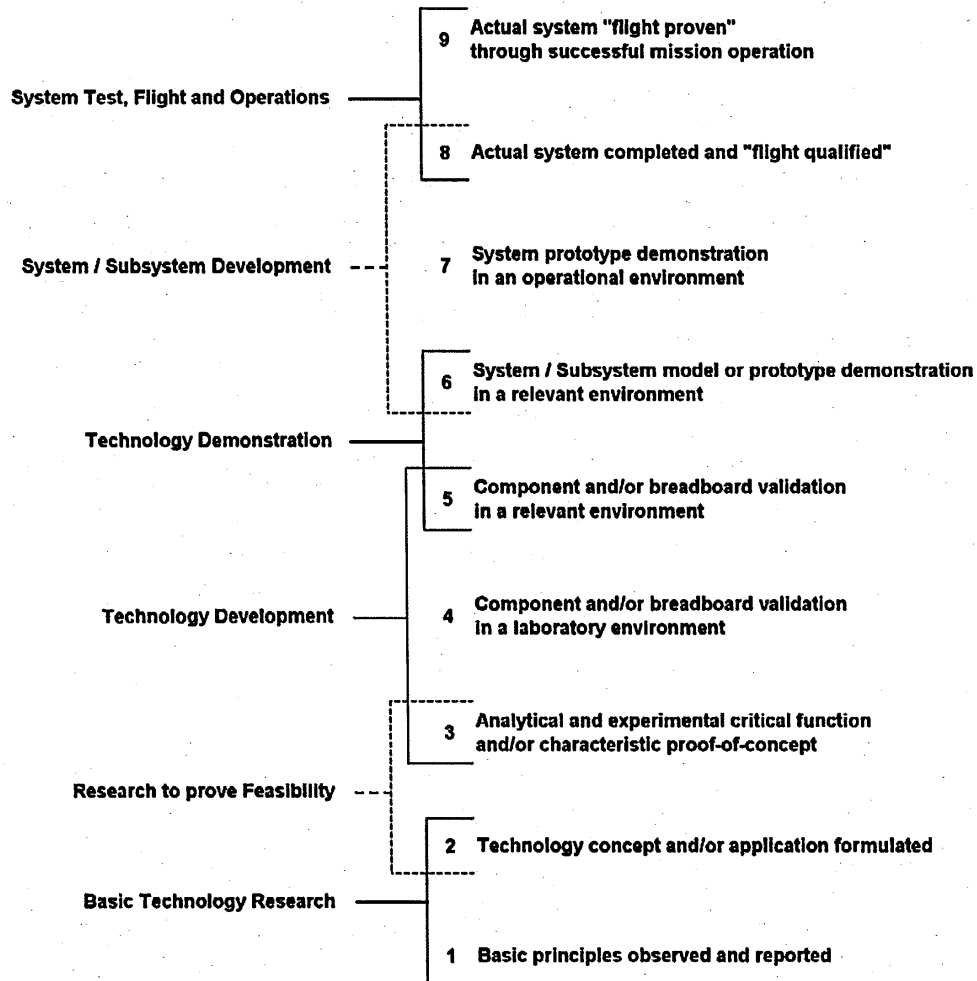 9 Actual system "flight proven"
through successful mission operation
System Test, Flight and Operations
8 Actual system completed and "flight qualified"
System / Subsystem Development
7 System prototype demonstration
in an operational environment
6 System / Subsystem model or prototype demonstration
in a relevant environment
Technology Demonstration
5 Component and/or breadboard validation
in a relevant environment
Technology Development
4 Component and/or breadboard validation
in a laboratory environment
3 Analytical and experimental critical function
and/or characteristic proof-of-concept
Research to prove Feasibility
2 Technology concept and/or application formulated
Basic Technology Research
1 Basic principles observed and reported